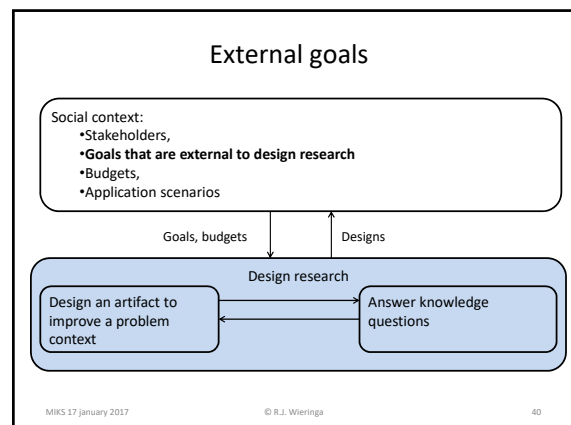 External goals
Social context:
•Stakeholders,
•Goals that are external to design research
•Budgets,
•Application scenarios
Goals, budgets
Designs
Design research
Design an artifact to
improve a problem
context
Answer knowledge
questions
MIKS 17 january 2017
© R.J. Wieringa
40